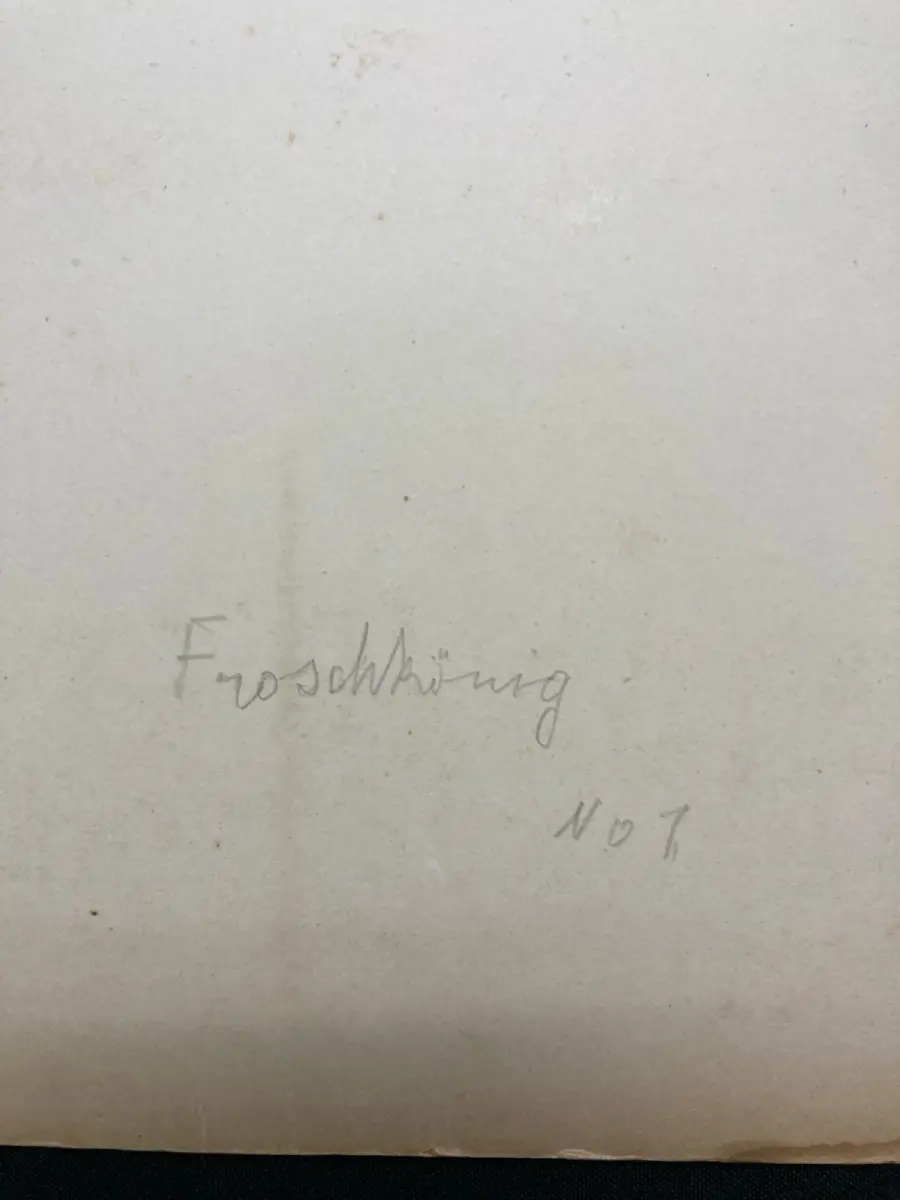 Froschkönig
No 1